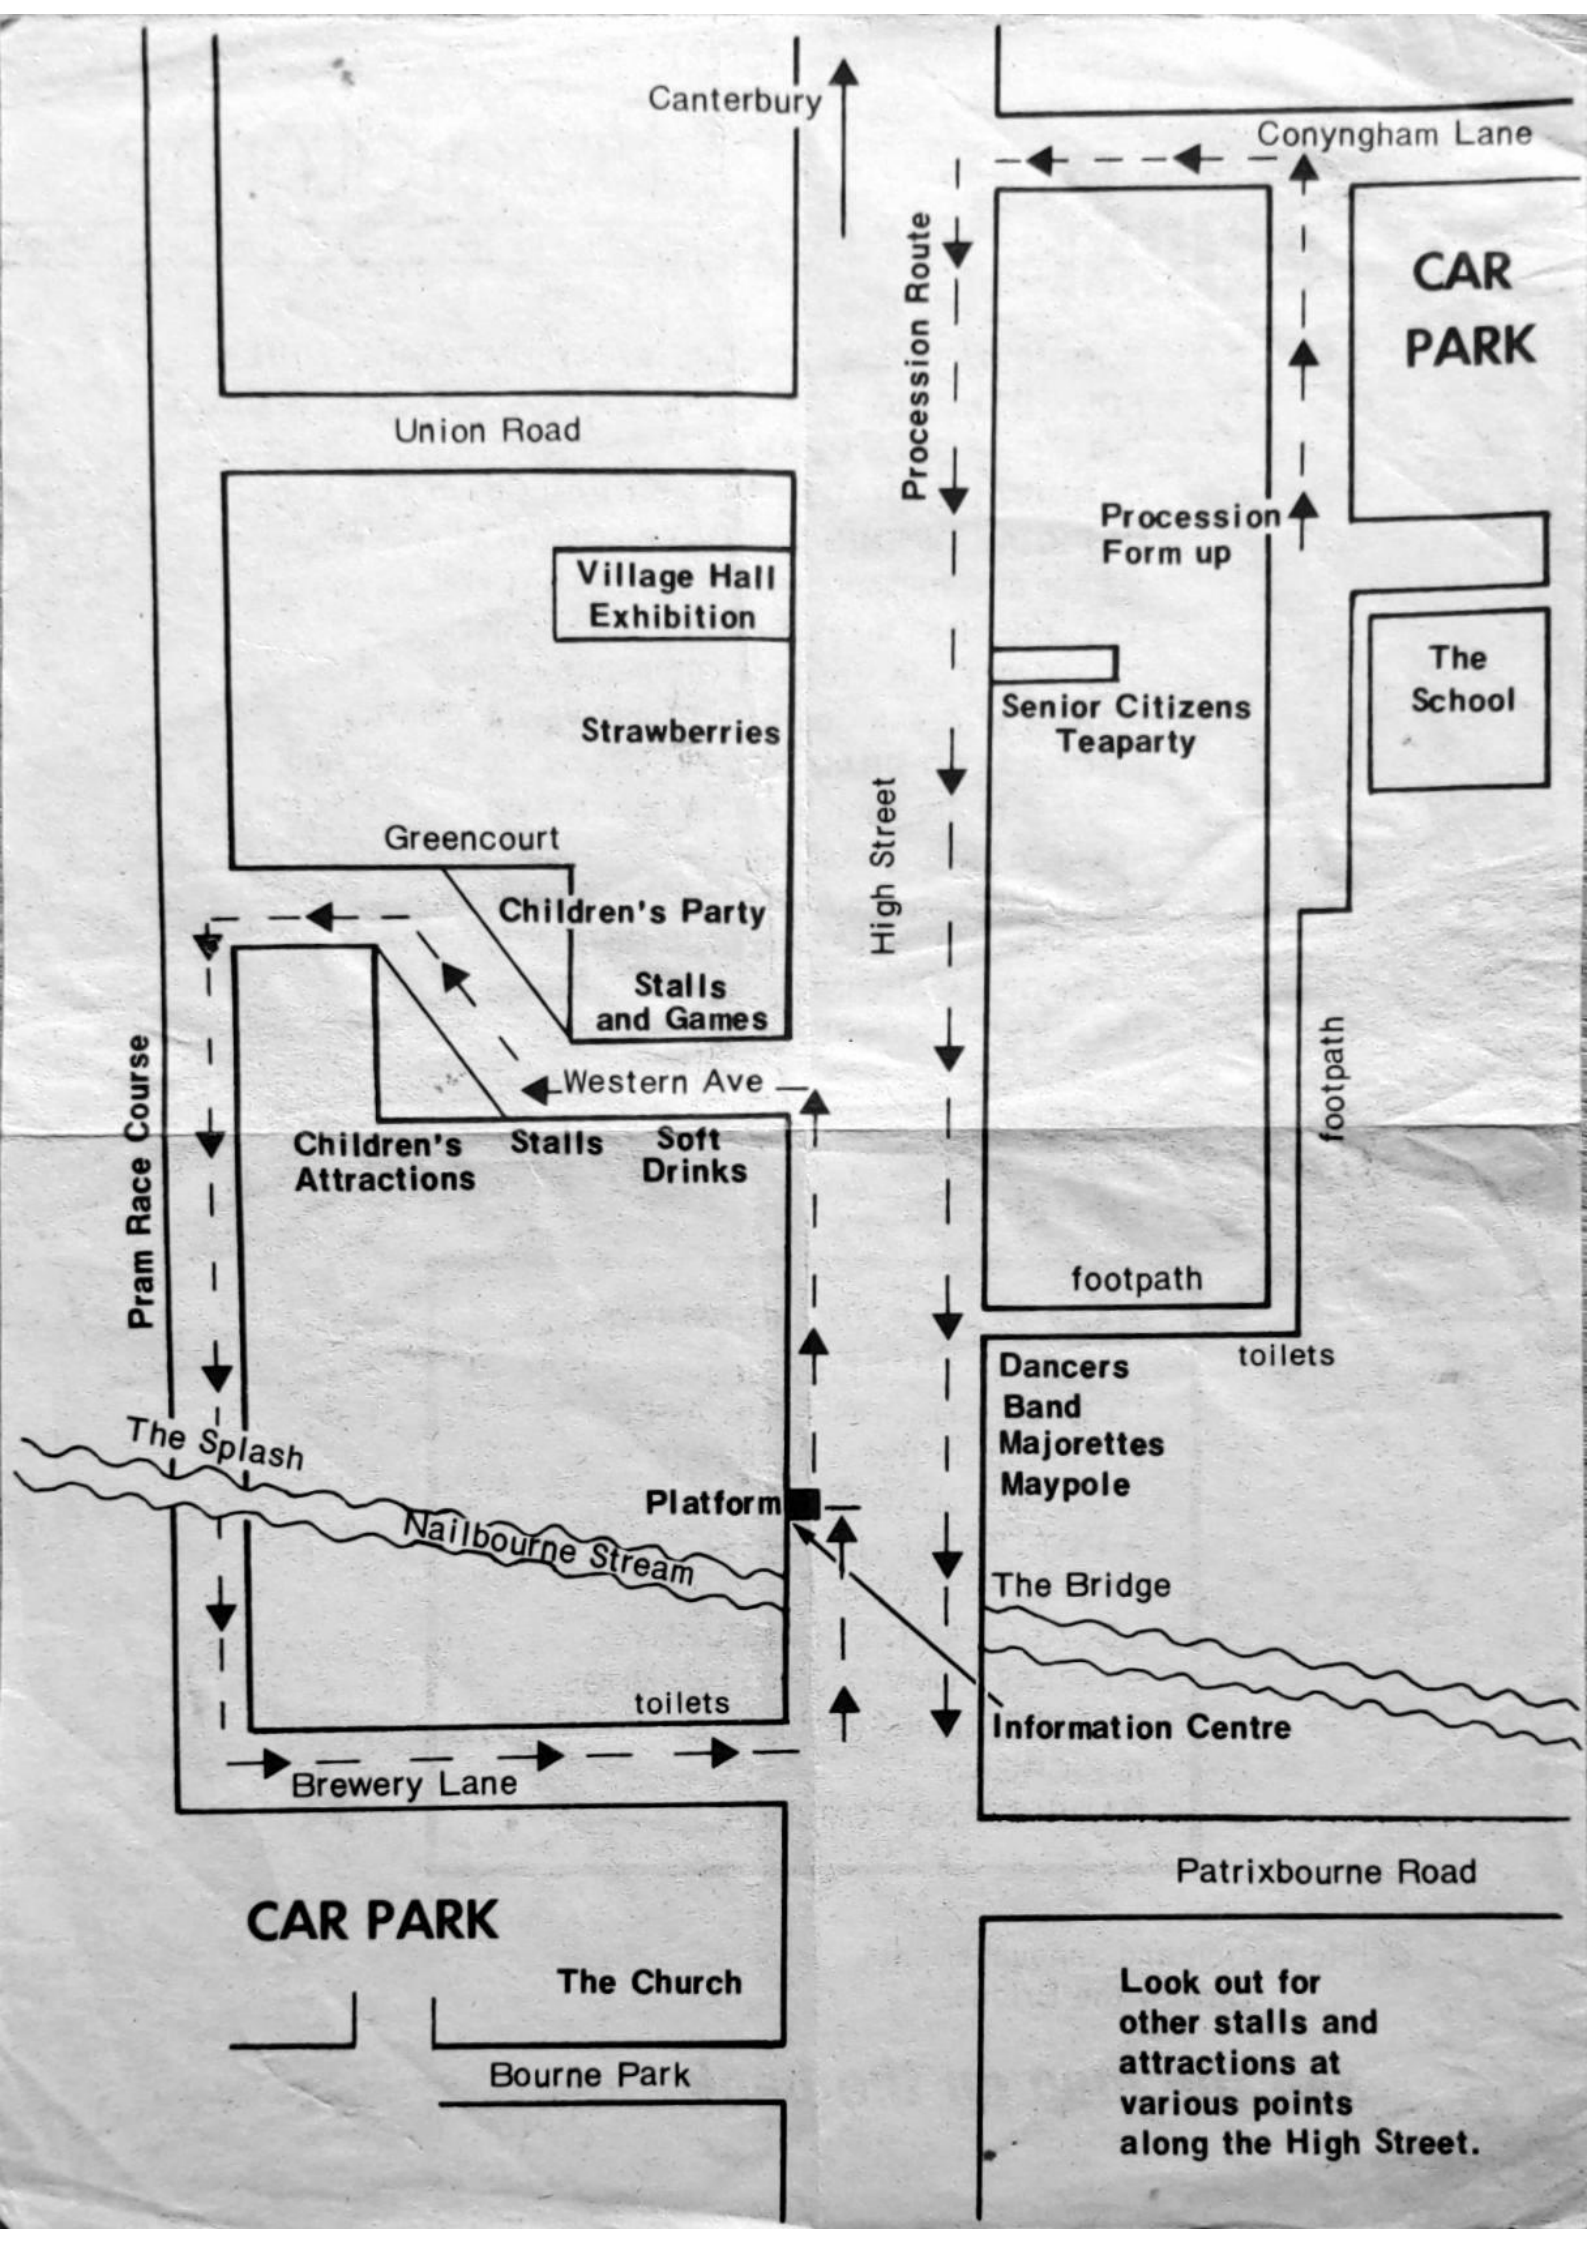 Canterbury
Conyngham Lane
Procession Route
CAR
PARK
Union Road
Procession
Form up
Village Hall
Exhibition
The
School
Senior Citizens
Teaparty
Strawberries
High Street
Greencourt
Children's Party
Stalls
and Games
footpath
Western Ave
Pram Race Course
Children's
Attractions
Stalls
Soft
Drinks
footpath
toilets
Dancers
Band
Majorettes
Maypole
The Splash
Platform
Nailbourne Stream
The Bridge
toilets
Information Centre
Brewery Lane
Patrixbourne Road
CAR PARK
The Church
Look out for
other stalls and
attractions at
various points
along the High Street.
Bourne Park